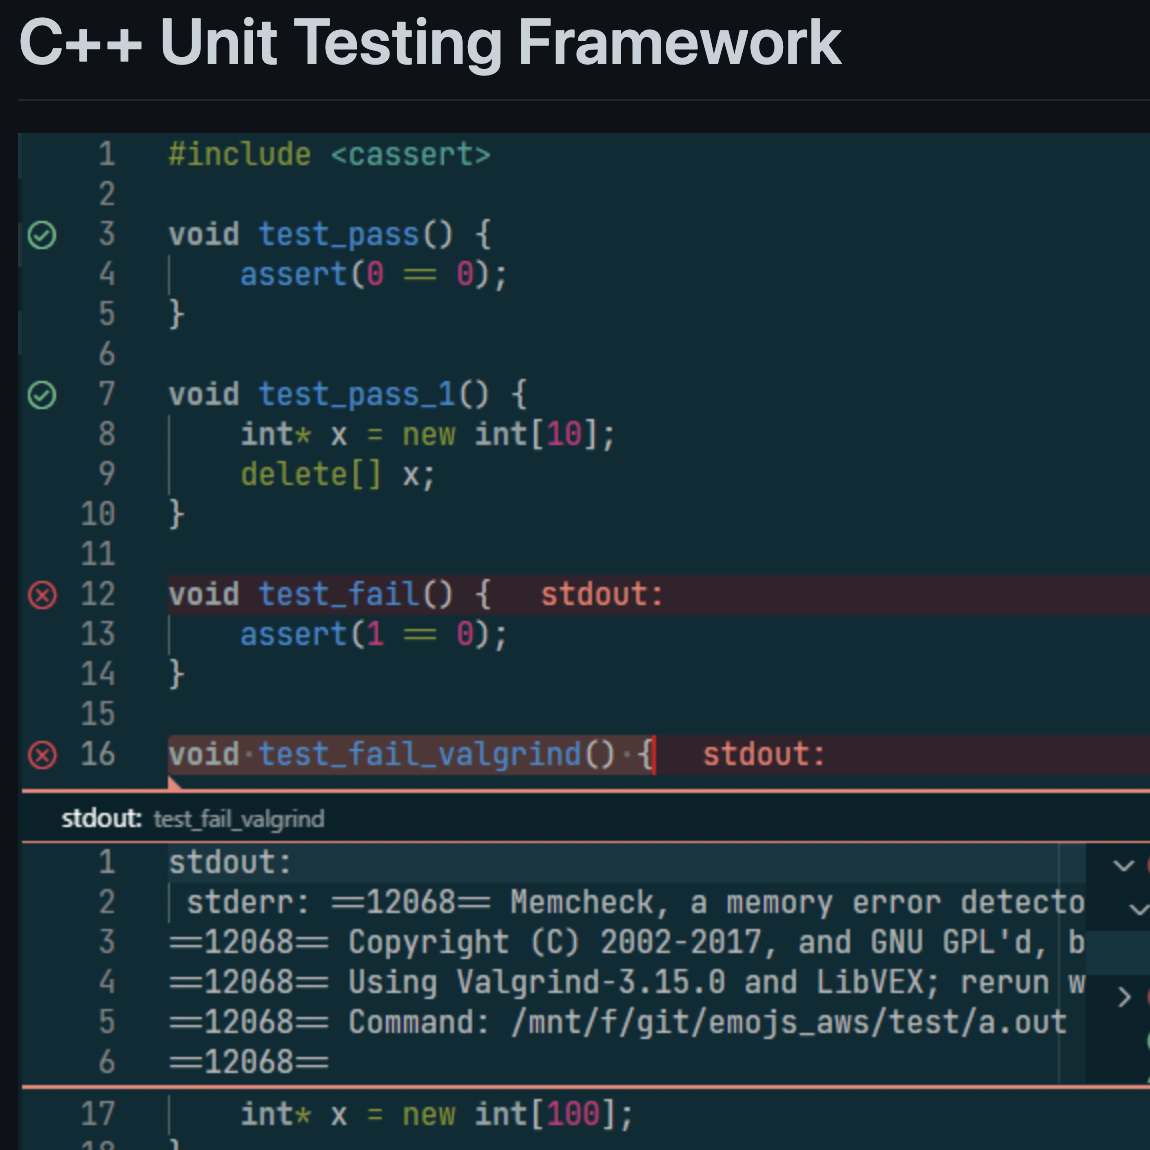 C++ Unit Testing Framework
1 #include <cassert>
2
3 void test_pass() {
4 assert(0 == 0);
5 }
6
7 void test_pass_1() {
8 int* x = new int[10];
9 delete[] x;
10 }
11
12 void test_fail() { stdout:
13 assert(1 == 0);
14 }
15
16 void·test_fail_valgrind()·{ stdout:
stdout: test_fail_valgrind
1 stdout:
2 stderr: ==12068== Memcheck, a memory error detecto
3 ==12068== Copyright (C) 2002-2017, and GNU GPL'd, b
4 ==12068== Using Valgrind-3.15.0 and LibVEX; rerun w
5 ==12068== Command: /mnt/f/git/emojs_aws/test/a.out
6 ==12068==
17 int* x = new int[100];
18 }